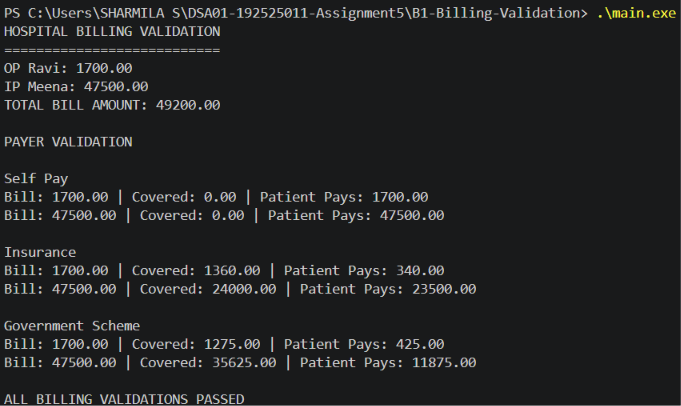 PS C:\Users\SHARMILA S\DSA01-192525011-Assignment5\B1-Billing-Validation> .\main.exe
HOSPITAL BILLING VALIDATION
===========================
OP Ravi: 1700.00
IP Meena: 47500.00
TOTAL BILL AMOUNT: 49200.00
PAYER VALIDATION
Self Pay
Bill: 1700.00 | Covered: 0.00 | Patient Pays: 1700.00
Bill: 47500.00 | Covered: 0.00 | Patient Pays: 47500.00
Insurance
Bill: 1700.00 | Covered: 1360.00 | Patient Pays: 340.00
Bill: 47500.00 | Covered: 24000.00 | Patient Pays: 23500.00
Government Scheme
Bill: 1700.00 | Covered: 1275.00 | Patient Pays: 425.00
Bill: 47500.00 | Covered: 35625.00 | Patient Pays: 11875.00
ALL BILLING VALIDATIONS PASSED